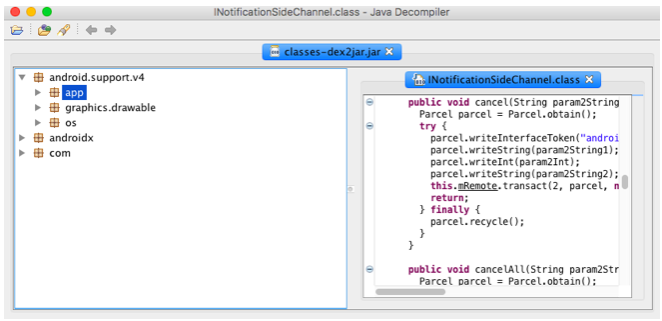 INotificationSideChannel.class - Java Decompiler
classes-dex2jar.jar
android.support.v4
app
graphics.drawable
os
androidx
com
INotificationSideChannel.class
public void cancel(String param2String
Parcel parcel = Parcel.obtain();
try {
parcel.writeInterfaceToken("androi
parcel.writeString(param2String1);
parcel.writeInt(param2Int);
parcel.writeString(param2String2);
this.mRemote.transact(2, parcel, n
return;
} finally {
parcel.recycle();
}
}
public void cancelAll(String param2Str
Parcel parcel = Parcel.obtain();